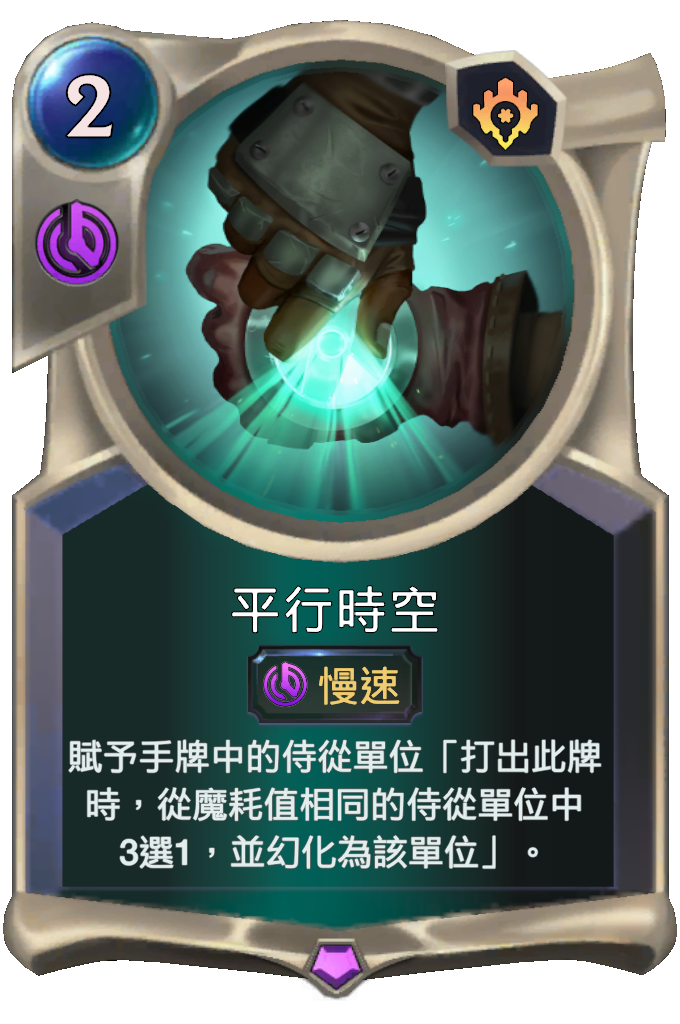 2
平行時空
慢速
賦予手牌中的侍從單位「打出此牌
時，從魔耗值相同的侍從單位中
3選1，並幻化為該單位」。